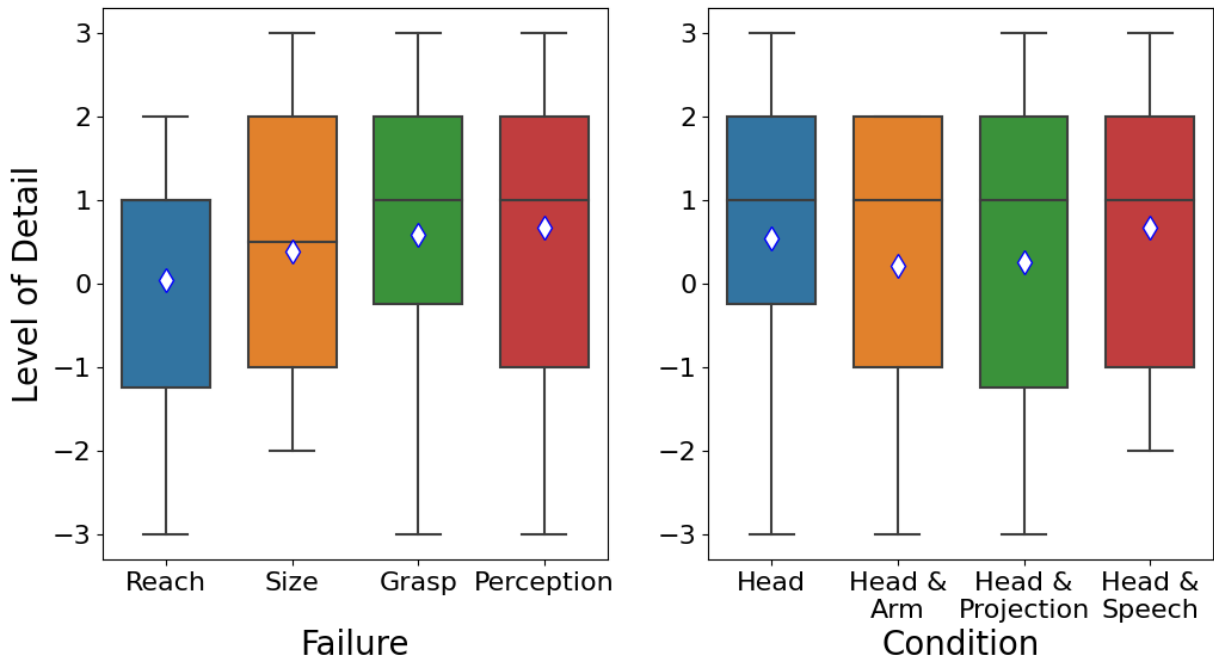 Level of Detail
3
2
1
0
−1
−2
−3
Reach Size Grasp Perception
Failure
3
2
1
0
−1
−2
−3
Head Head & Head & Head &
Arm Projection Speech
Condition